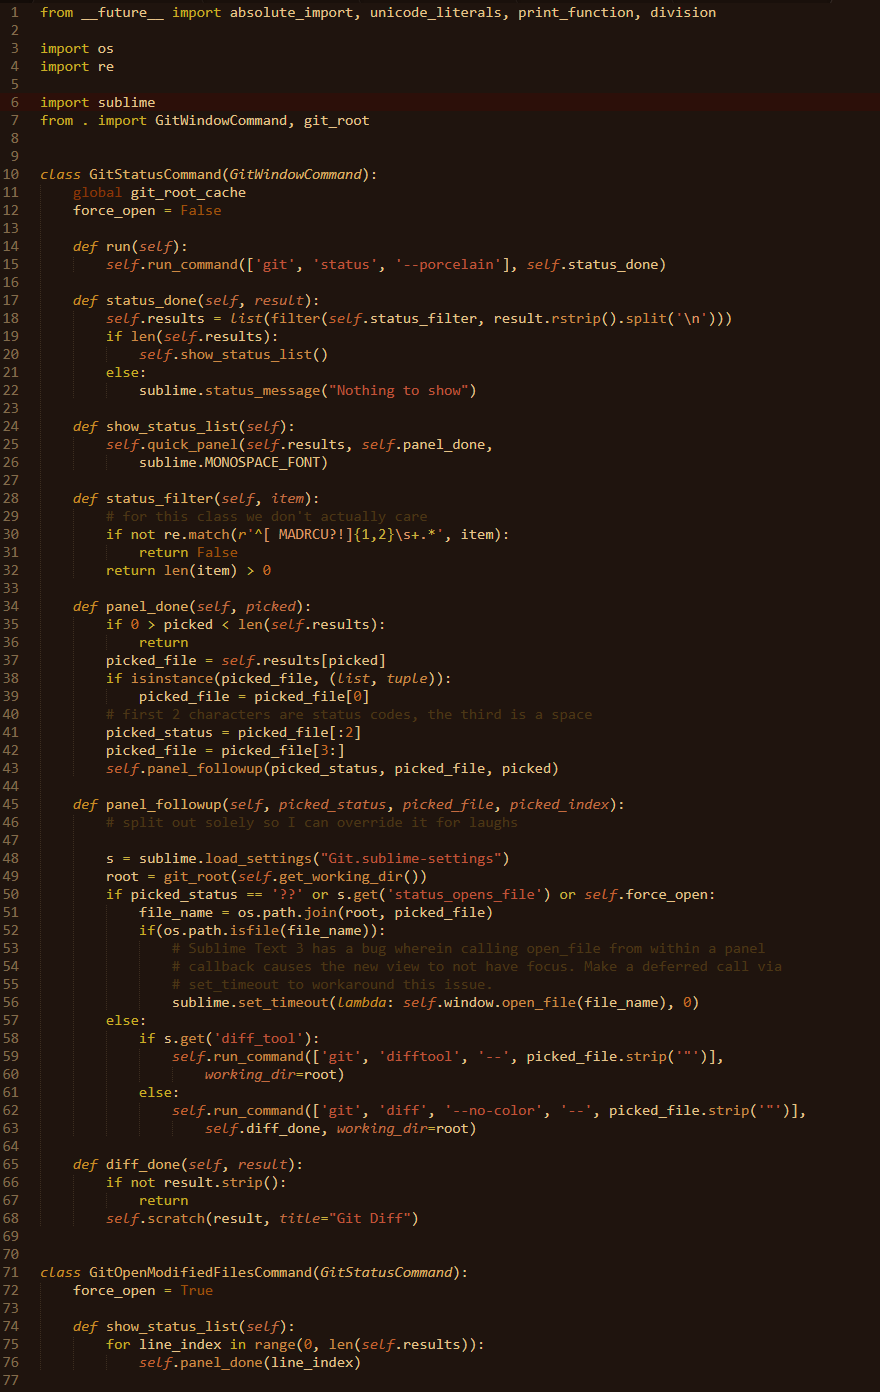 1 from __future__ import absolute_import, unicode_literals, print_function, division
2
3 import os
4 import re
5
6 import sublime
7 from . import GitWindowCommand, git_root
8
9
10 class GitStatusCommand(GitWindowCommand):
11     global git_root_cache
12     force_open = False
13
14     def run(self):
15         self.run_command(['git', 'status', '--porcelain'], self.status_done)
16
17     def status_done(self, result):
18         self.results = list(filter(self.status_filter, result.rstrip().split('\n')))
19         if len(self.results):
20             self.show_status_list()
21         else:
22             sublime.status_message("Nothing to show")
23
24     def show_status_list(self):
25         self.quick_panel(self.results, self.panel_done,
26             sublime.MONOSPACE_FONT)
27
28     def status_filter(self, item):
29         # for this class we don't actually care
30         if not re.match(r'^[ MADRCU?!]{1,2}\s+.*', item):
31             return False
32         return len(item) > 0
33
34     def panel_done(self, picked):
35         if 0 > picked < len(self.results):
36             return
37         picked_file = self.results[picked]
38         if isinstance(picked_file, (list, tuple)):
39             picked_file = picked_file[0]
40         # first 2 characters are status codes, the third is a space
41         picked_status = picked_file[:2]
42         picked_file = picked_file[3:]
43         self.panel_followup(picked_status, picked_file, picked)
44
45     def panel_followup(self, picked_status, picked_file, picked_index):
46         # split out solely so I can override it for laughs
47
48         s = sublime.load_settings("Git.sublime-settings")
49         root = git_root(self.get_working_dir())
50         if picked_status == '??' or s.get('status_opens_file') or self.force_open:
51             file_name = os.path.join(root, picked_file)
52             if(os.path.isfile(file_name)):
53                 # Sublime Text 3 has a bug wherein calling open_file from within a panel
54                 # callback causes the new view to not have focus. Make a deferred call via
55                 # set_timeout to workaround this issue.
56                 sublime.set_timeout(lambda: self.window.open_file(file_name), 0)
57         else:
58             if s.get('diff_tool'):
59                 self.run_command(['git', 'difftool', '--', picked_file.strip('"')],
60                     working_dir=root)
61             else:
62                 self.run_command(['git', 'diff', '--no-color', '--', picked_file.strip('"')],
63                     self.diff_done, working_dir=root)
64
65     def diff_done(self, result):
66         if not result.strip():
67             return
68         self.scratch(result, title="Git Diff")
69
70
71 class GitOpenModifiedFilesCommand(GitStatusCommand):
72     force_open = True
73
74     def show_status_list(self):
75         for line_index in range(0, len(self.results)):
76             self.panel_done(line_index)
77